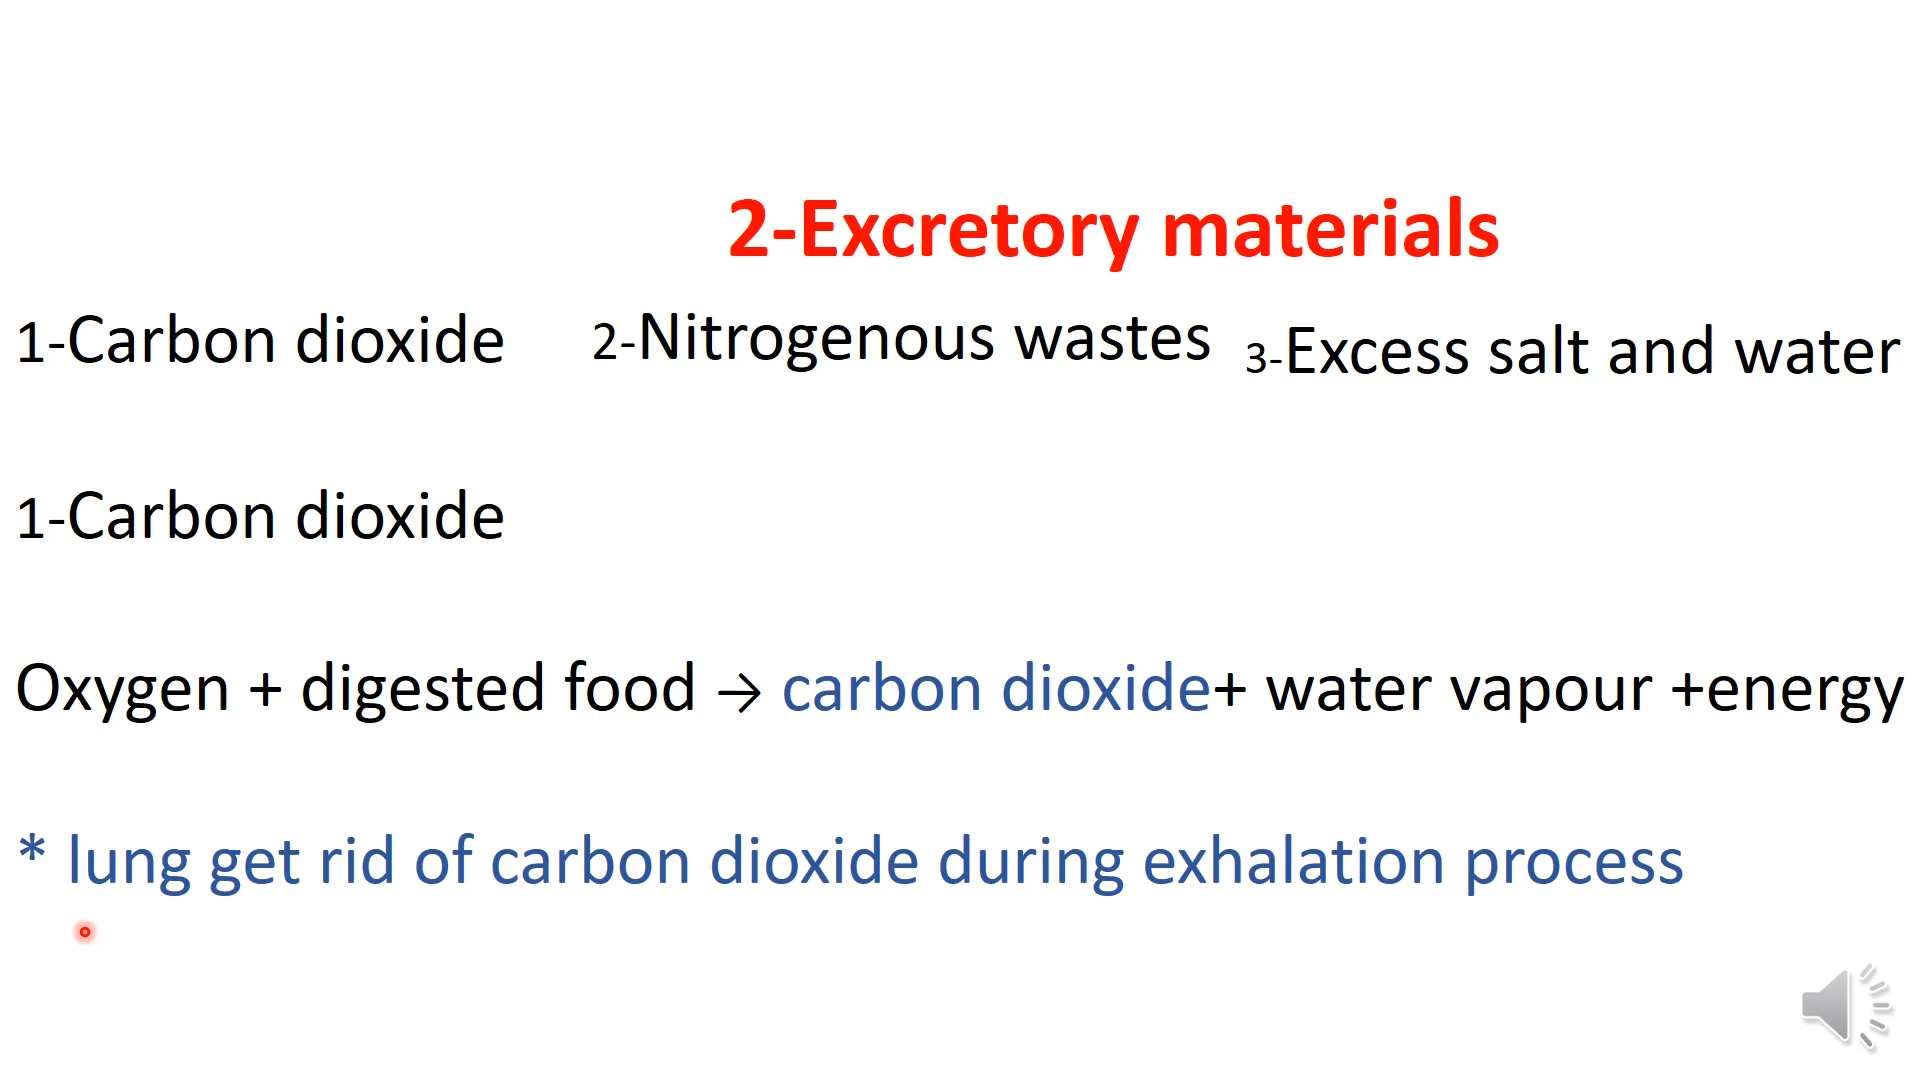 2-Excretory materials
1-Carbon dioxide 2-Nitrogenous wastes 3-Excess salt and water
1-Carbon dioxide
Oxygen + digested food → carbon dioxide+ water vapour +energy
* lung get rid of carbon dioxide during exhalation process